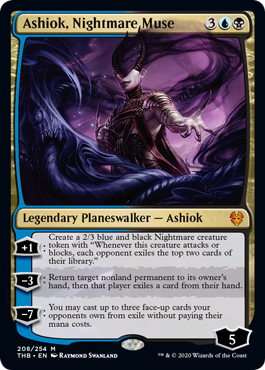 Ashiok, Nightmare Muse 3
Legendary Planeswalker — Ashiok
+1 Create a 2/3 blue and black Nightmare creature
token with “Whenever this creature attacks or
blocks, each opponent exiles the top two cards of
their library.”
−3 Return target nonland permanent to its owner’s
hand, then that player exiles a card from their hand.
−7 You may cast up to three face-up cards your
opponents own from exile without paying their
mana costs.
5
208/254 M
THB • EN Raymond Swanland ™ & © 2020 Wizards of the Coast